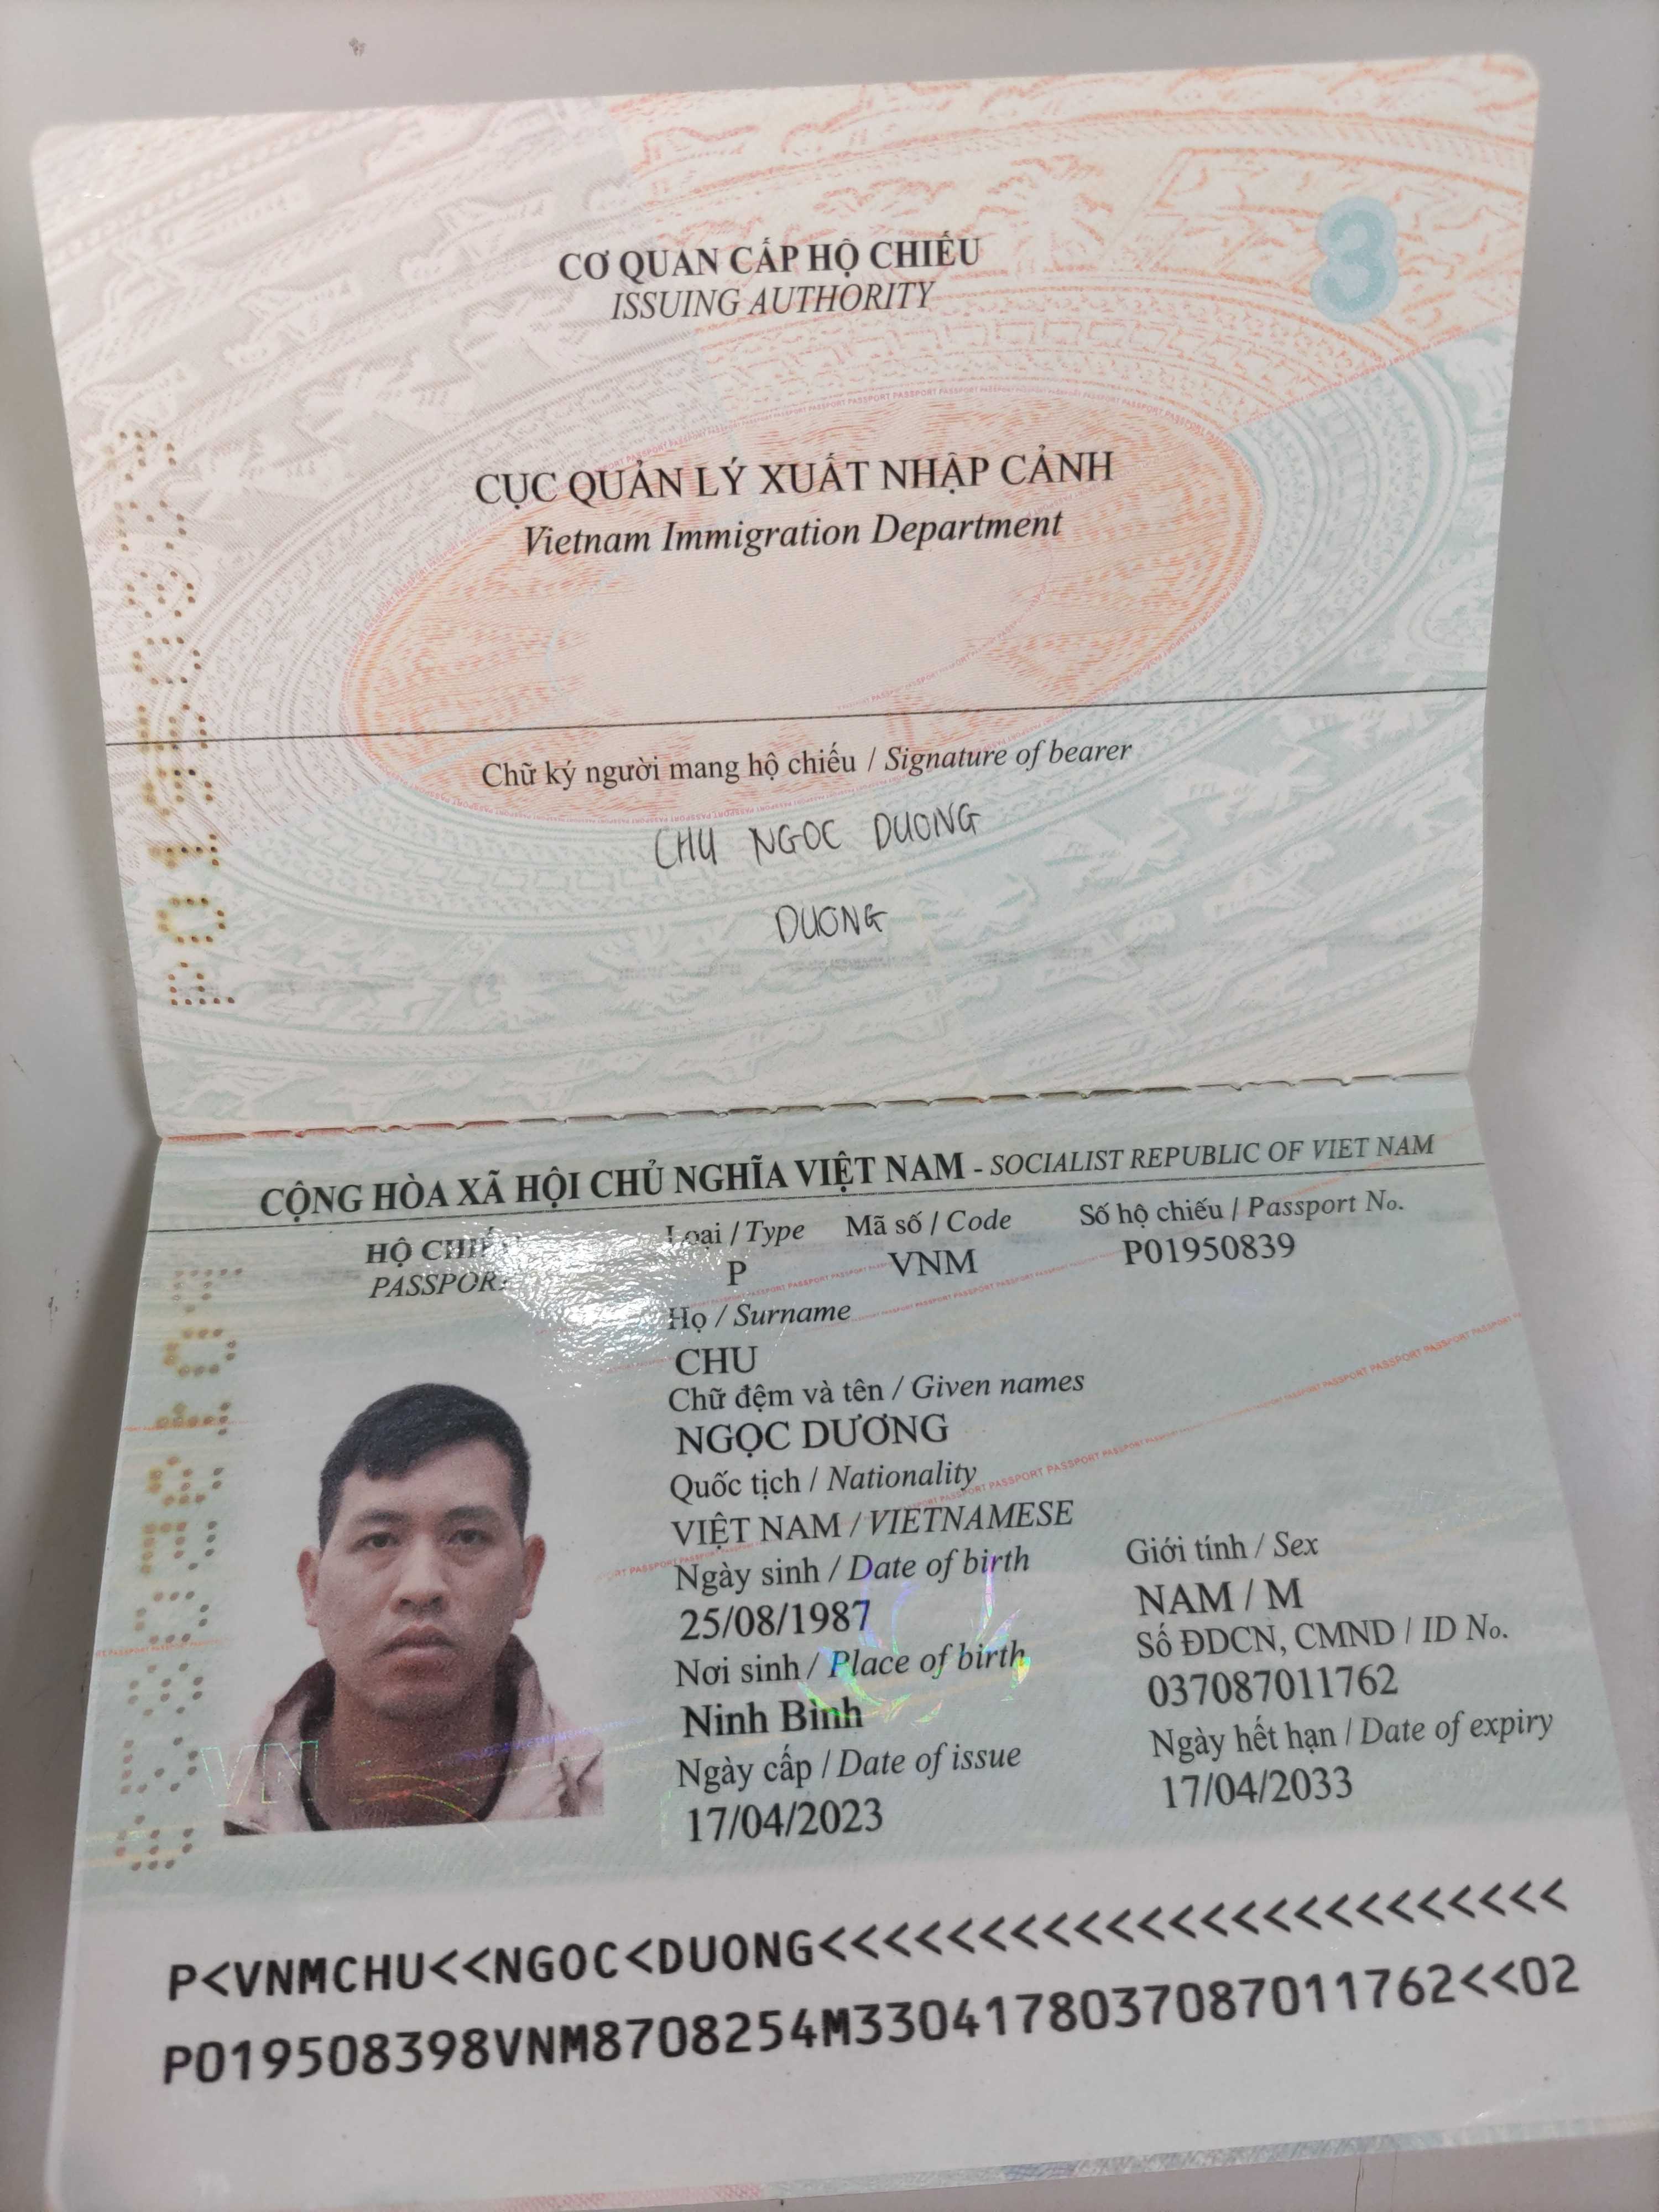 3
CƠ QUAN CẤP HỘ CHIẾU
ISSUING AUTHORITY
CỤC QUẢN LÝ XUẤT NHẬP CẢNH
Vietnam Immigration Department
Chữ ký người mang hộ chiếu / Signature of bearer
CHU NGOC DUONG
DUONG
CỘNG HÒA XÃ HỘI CHỦ NGHĨA VIỆT NAM - SOCIALIST REPUBLIC OF VIET NAM
HỘ CHIẾU
PASSPORT
Loại / Type Mã số / Code Số hộ chiếu / Passport No.
P VNM P01950839
Họ / Surname
CHU
Chữ đệm và tên / Given names
NGỌC DƯƠNG
Quốc tịch / Nationality
VIỆT NAM / VIETNAMESE
Ngày sinh / Date of birth Giới tính / Sex
25/08/1987 NAM / M
Nơi sinh / Place of birth Số ĐDCN, CMND / ID No.
Ninh Bình 037087011762
Ngày cấp / Date of issue Ngày hết hạn / Date of expiry
17/04/2023 17/04/2033
VN
P<VNMCHU<<NGOC<DUONG<<<<<<<<<<<<<<<<<<<<<<<<
P019508398VNM8708254M3304178037087011762<<02